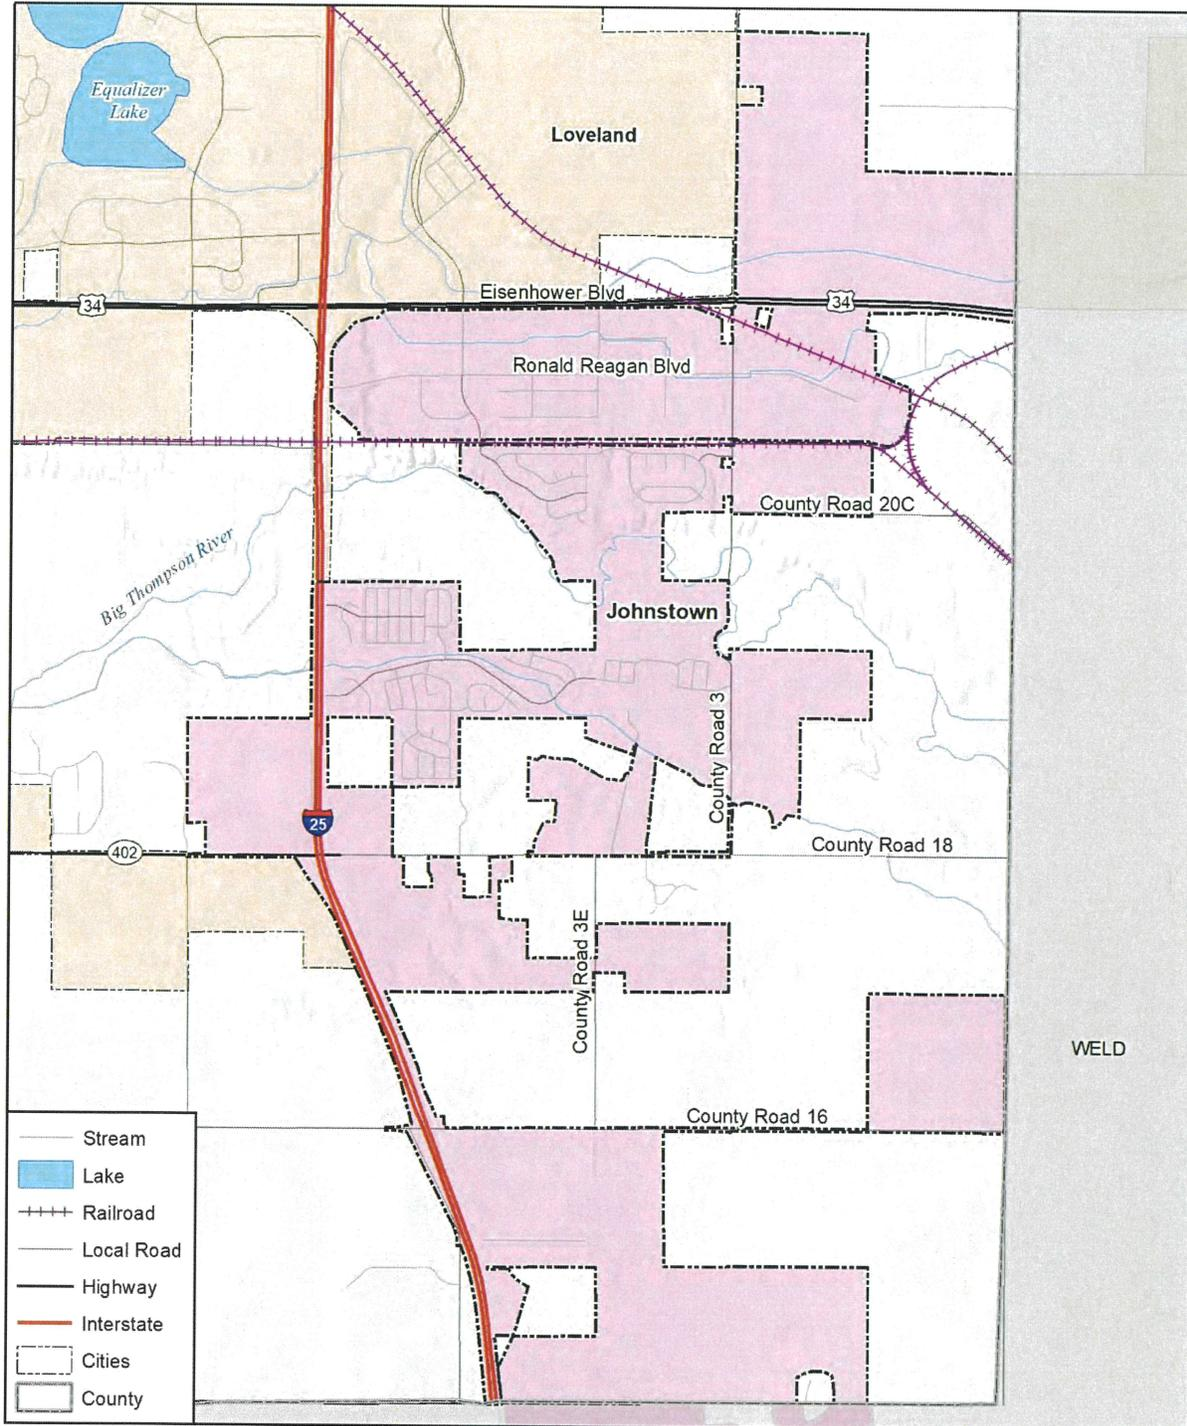 Equalizer
Lake
Loveland
34
Eisenhower Blvd
34
Ronald Reagan Blvd
County Road 20C
Big Thompson River
Johnstown
County Road 3
25
402
County Road 18
County Road 3E
WELD
County Road 16
Stream
Lake
Railroad
Local Road
Highway
Interstate
Cities
County